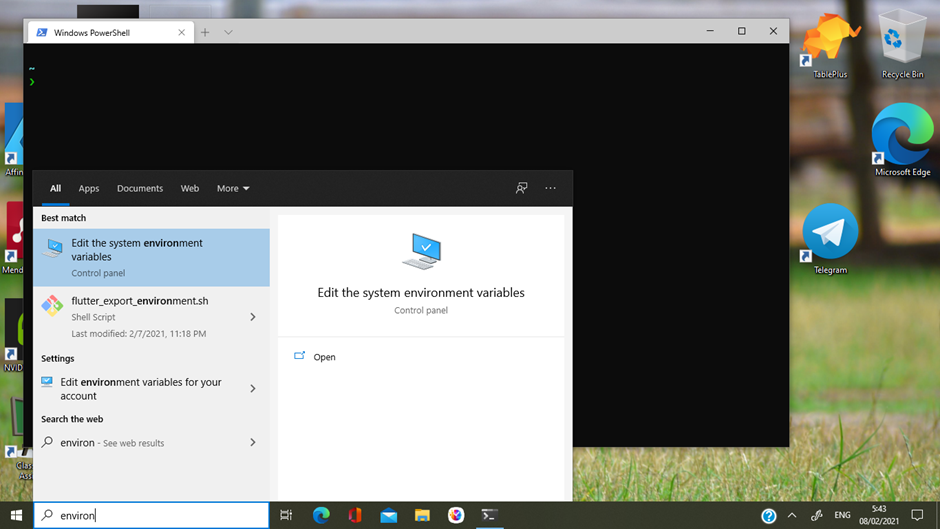 Windows PowerShell
~
TablePlus
Recycle Bin
Affin
Microsoft Edge
All Apps Documents Web More
Best match
Edit the system environment
variables
Control panel
flutter_export_environment.sh
Shell Script
Last modified: 2/7/2021, 11:18 PM
Settings
Edit environment variables for your
account
Search the web
environ - See web results
Edit the system environment variables
Control panel
Open
Mend
Telegram
NVID
Glas
Ass
environ
ENG
5:43
08/02/2021